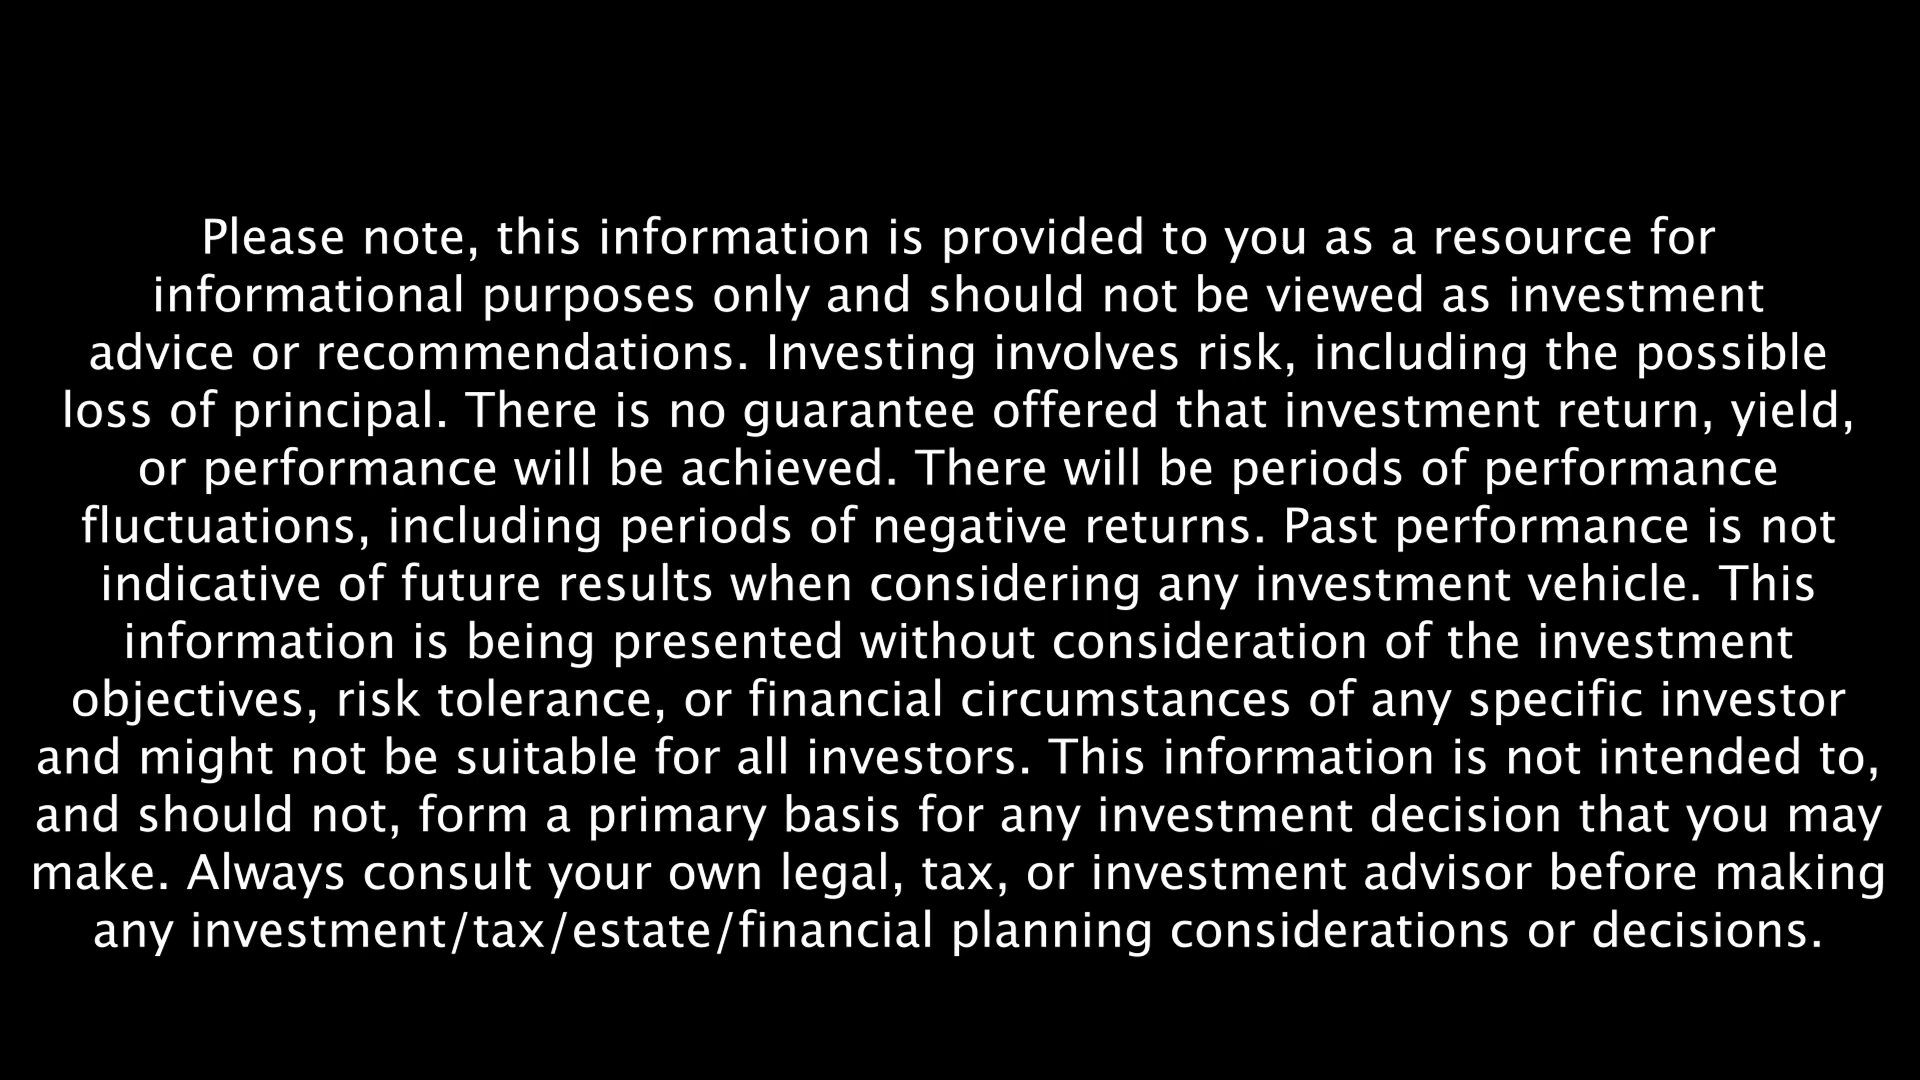 Please note, this information is provided to you as a resource for
informational purposes only and should not be viewed as investment
advice or recommendations. Investing involves risk, including the possible
loss of principal. There is no guarantee offered that investment return, yield,
or performance will be achieved. There will be periods of performance
fluctuations, including periods of negative returns. Past performance is not
indicative of future results when considering any investment vehicle. This
information is being presented without consideration of the investment
objectives, risk tolerance, or financial circumstances of any specific investor
and might not be suitable for all investors. This information is not intended to,
and should not, form a primary basis for any investment decision that you may
make. Always consult your own legal, tax, or investment advisor before making
any investment/tax/estate/financial planning considerations or decisions.